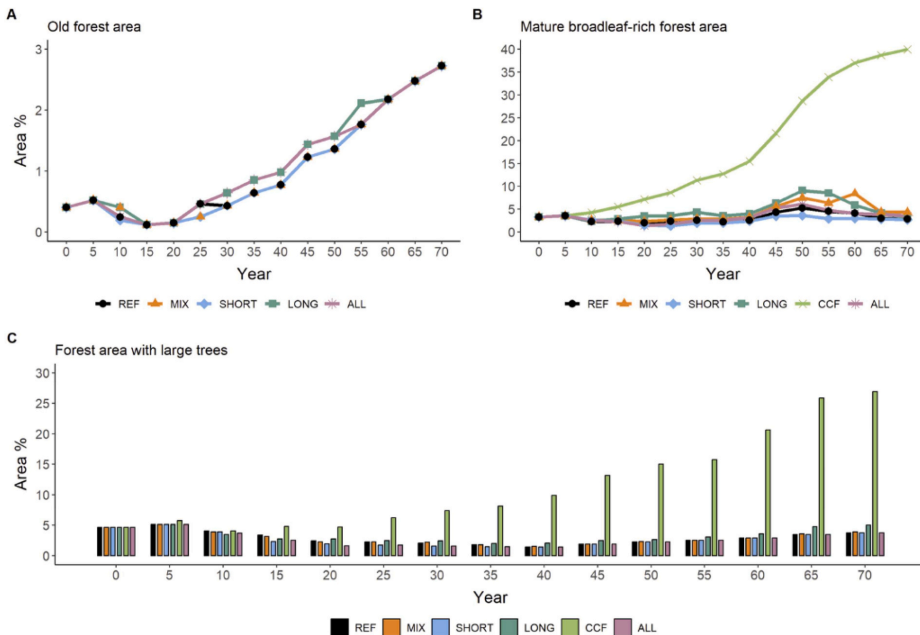 A
Old forest area
3
2
1
0
Area %
0 5 10 15 20 25 30 35 40 45 50 55 60 65 70
Year
REF MIX SHORT LONG ALL
B
Mature broadleaf-rich forest area
40
35
30
25
20
15
10
5
0
0 5 10 15 20 25 30 35 40 45 50 55 60 65 70
Year
REF MIX SHORT LONG CCF ALL
C
Forest area with large trees
30
25
20
15
10
5
0
Area %
0 5 10 15 20 25 30 35 40 45 50 55 60 65 70
Year
REF MIX SHORT LONG CCF ALL